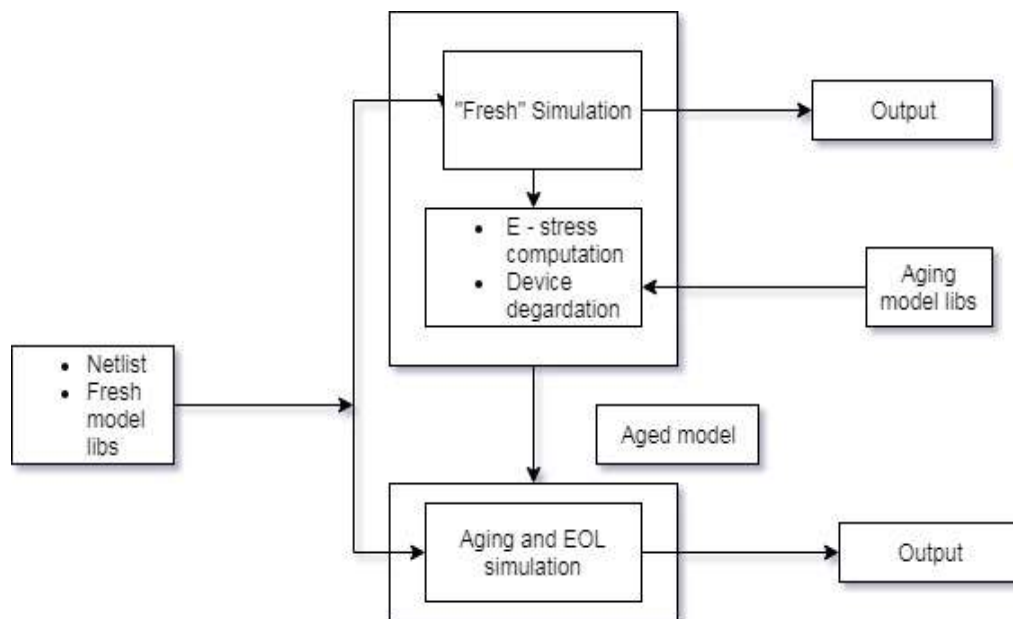 "Fresh" Simulation
Output
• E - stress
computation
• Device
degardation
Aging
model libs
• Netlist
• Fresh
model
libs
Aged model
Aging and EOL
simulation
Output